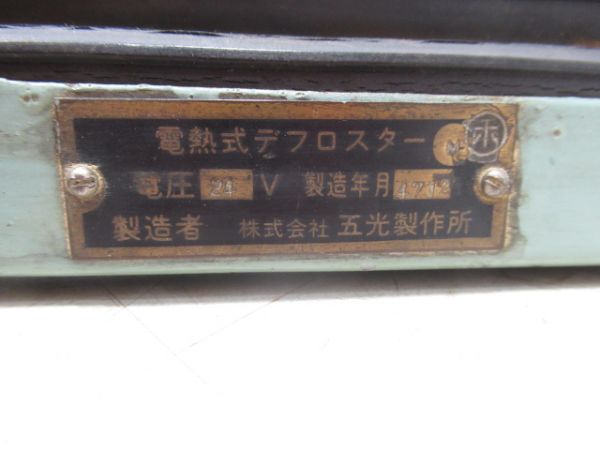 電熱式デフロスター ホ
電圧 24 V 製造年月
製造者 株式会社 五光製作所